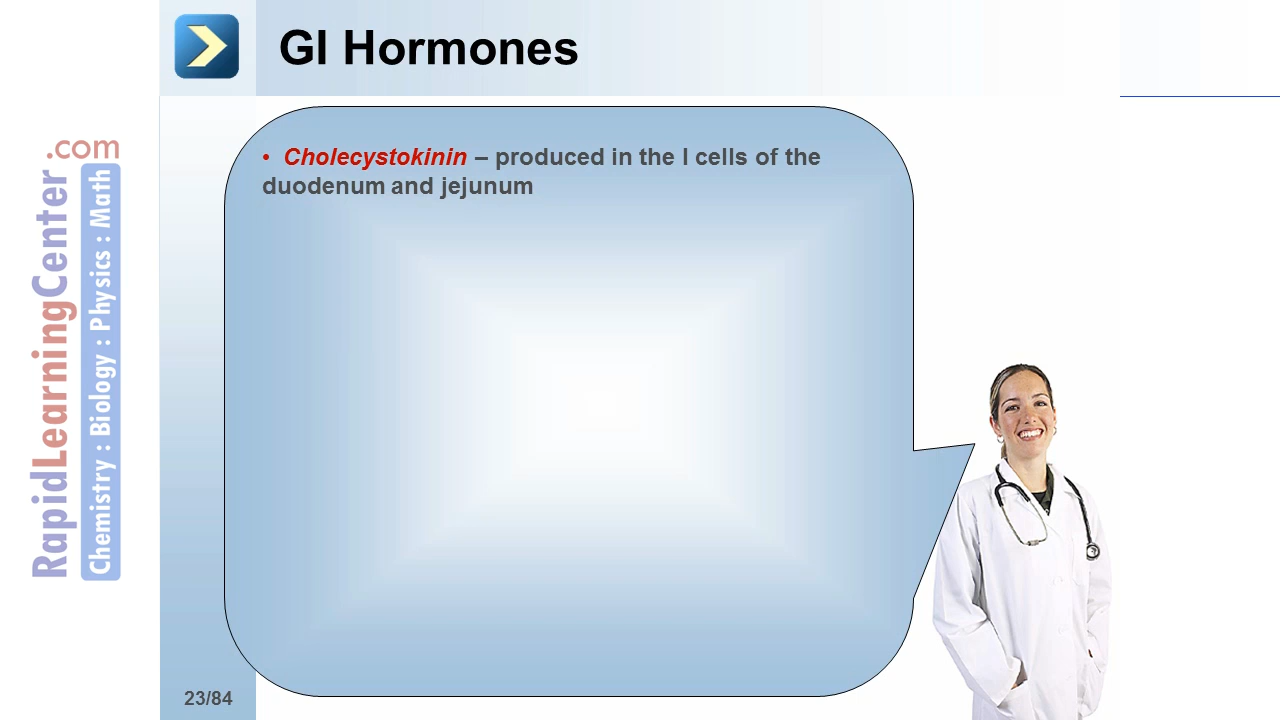 GI Hormones
• Cholecystokinin – produced in the I cells of the
duodenum and jejunum
RapidLearningCenter.com
Chemistry : Biology : Physics : Math
23/84